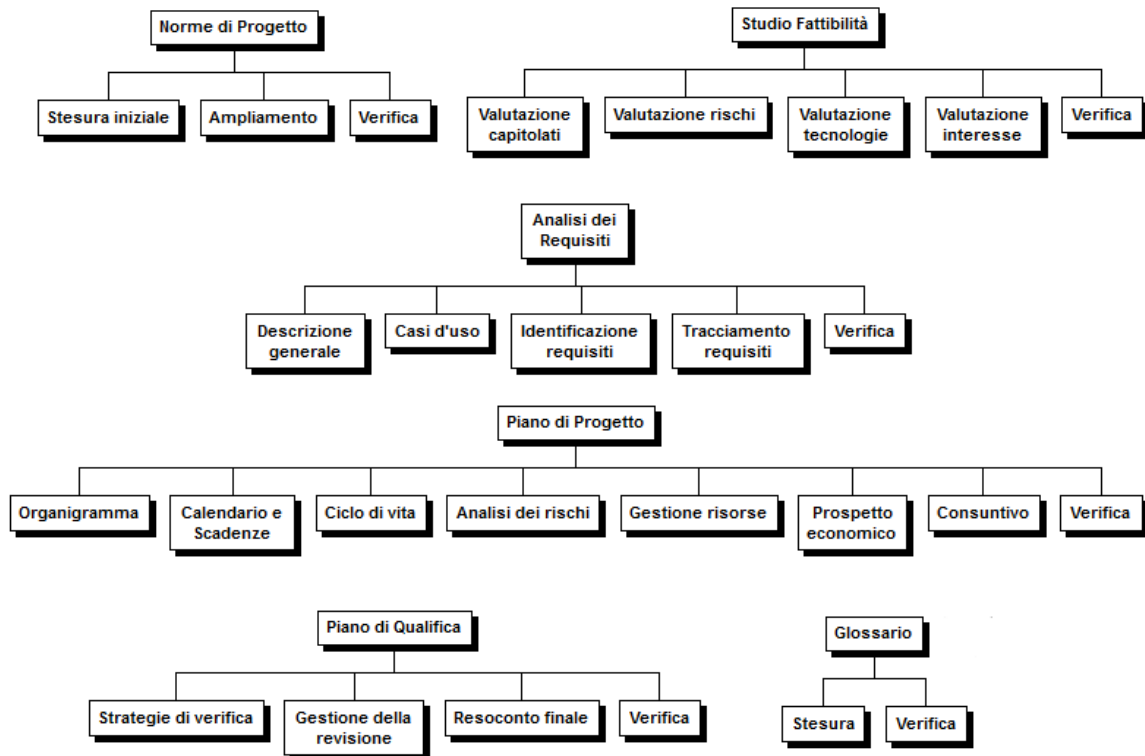 Norme di Progetto
Stesura iniziale
Ampliamento
Verifica
Studio Fattibilità
Valutazione
capitolati
Valutazione rischi
Valutazione
tecnologie
Valutazione
interesse
Verifica
Analisi dei
Requisiti
Descrizione
generale
Casi d'uso
Identificazione
requisiti
Tracciamento
requisiti
Verifica
Piano di Progetto
Organigramma
Calendario e
Scadenze
Ciclo di vita
Analisi dei rischi
Gestione risorse
Prospetto
economico
Consuntivo
Verifica
Piano di Qualifica
Strategie di verifica
Gestione della
revisione
Resoconto finale
Verifica
Glossario
Stesura
Verifica